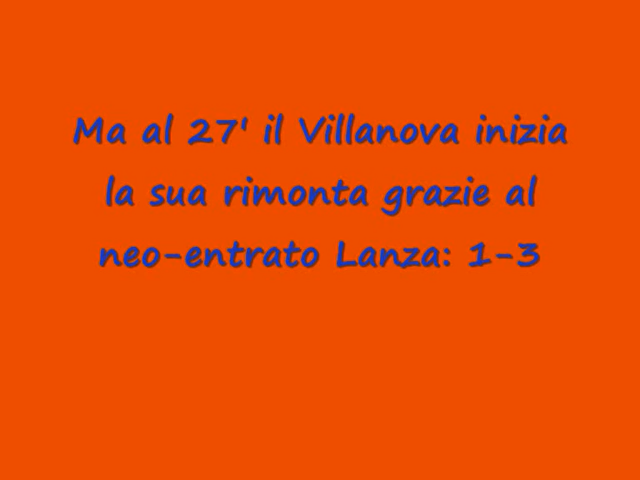 Ma al 27' il Villanova inizia
la sua rimonta grazie al
neo-entrato Lanza: 1-3